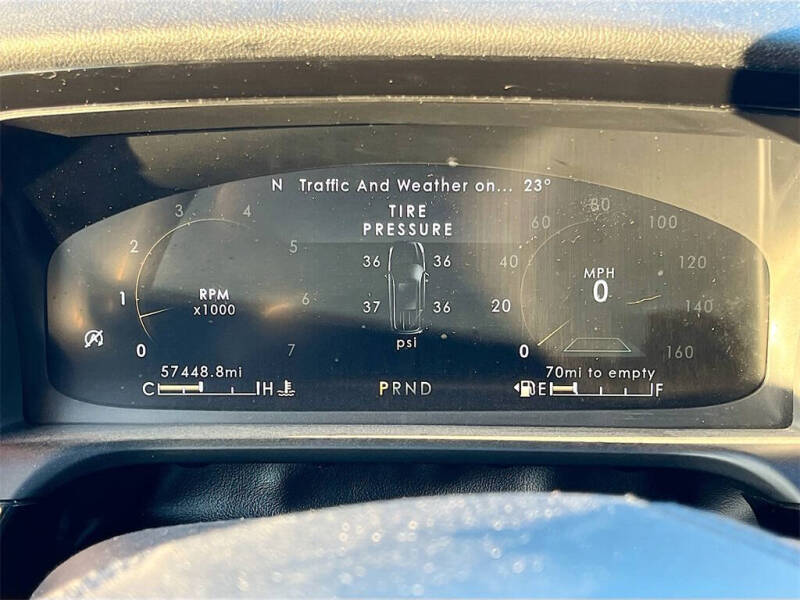 N Traffic And Weather on... 23°
TIRE
PRESSURE
36 36
37 36
psi
0 1 2 3 4 5 6 7
RPM
x1000
0 20 40 60 80 100 120 140 160
MPH
0
57448.8mi
C H
PRND
70mi to empty
E F